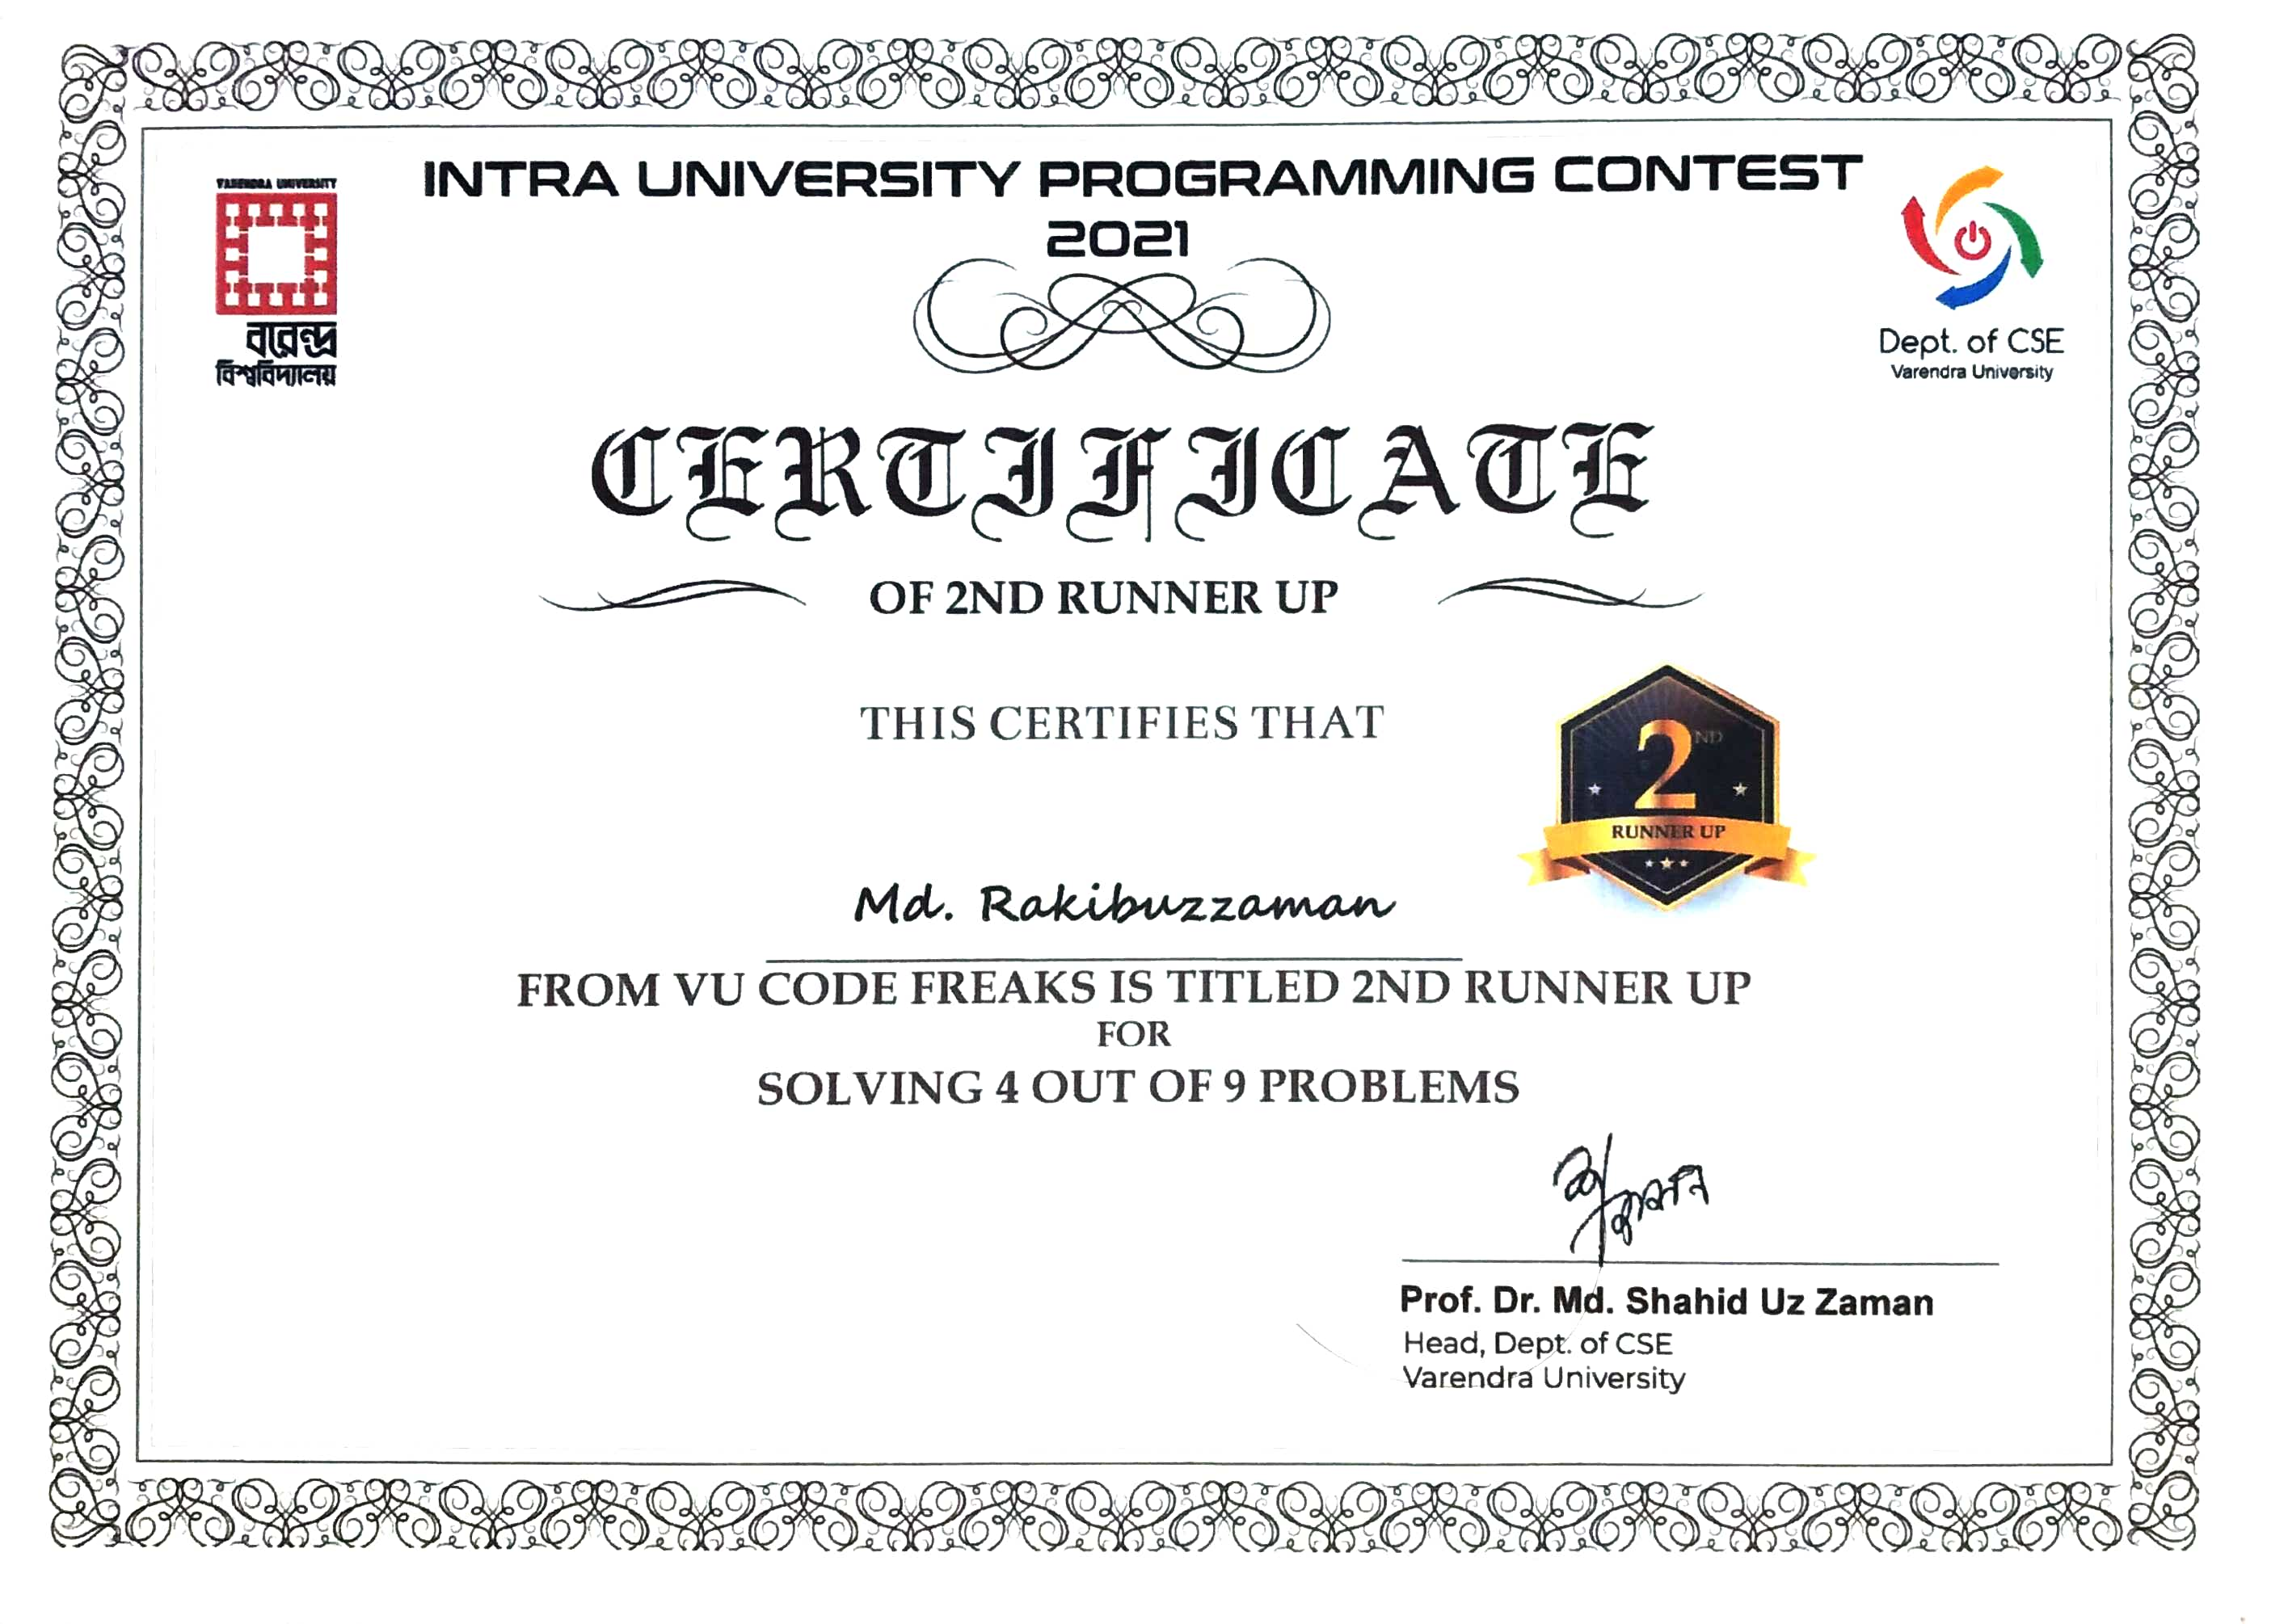 INTRA UNIVERSITY PROGRAMMING CONTEST
2021
VARENDRA UNIVERSITY
বরেন্দ্র
বিশ্ববিদ্যালয়
Dept. of CSE
Varendra University
CERTIFICATE
OF 2ND RUNNER UP
THIS CERTIFIES THAT
2ND
RUNNER UP
Md. Rakibuzzaman
FROM VU CODE FREAKS IS TITLED 2ND RUNNER UP
FOR
SOLVING 4 OUT OF 9 PROBLEMS
Prof. Dr. Md. Shahid Uz Zaman
Head, Dept. of CSE
Varendra University